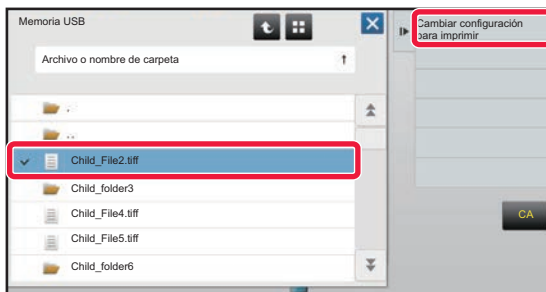 Memoria USB
Archivo o nombre de carpeta
.
..
Child_File2.tiff
Child_folder3
Child_File4.tiff
Child_File5.tiff
Child_folder6
Cambiar configuración
para imprimir
CA